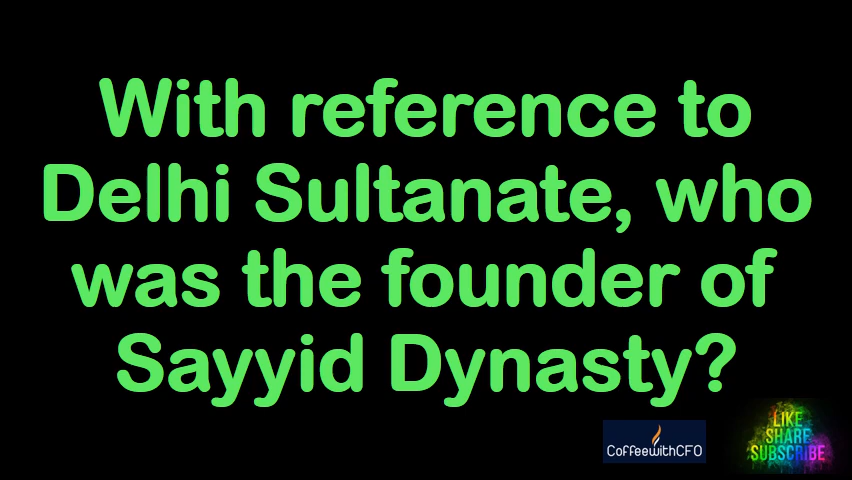 With reference to
Delhi Sultanate, who
was the founder of
Sayyid Dynasty?
CoffeewithCFO
LIKE
SHARE
SUBSCRIBE